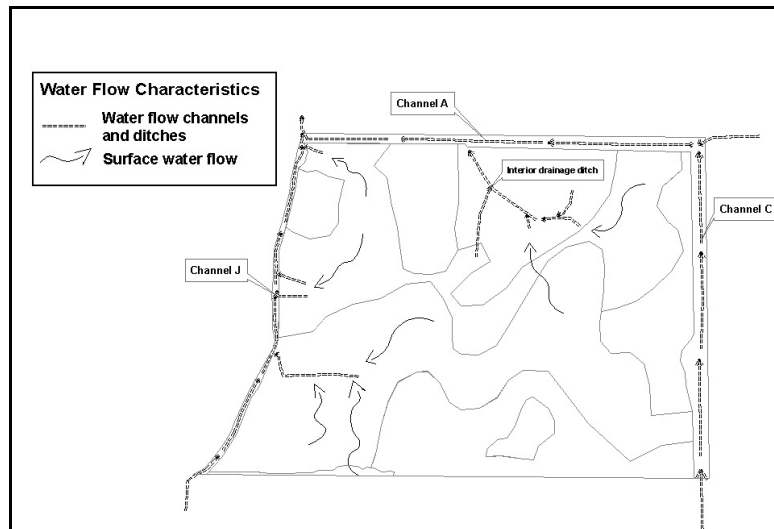 Water Flow Characteristics
Water flow channels
and ditches
Surface water flow
Channel A
Interior drainage ditch
Channel C
Channel J